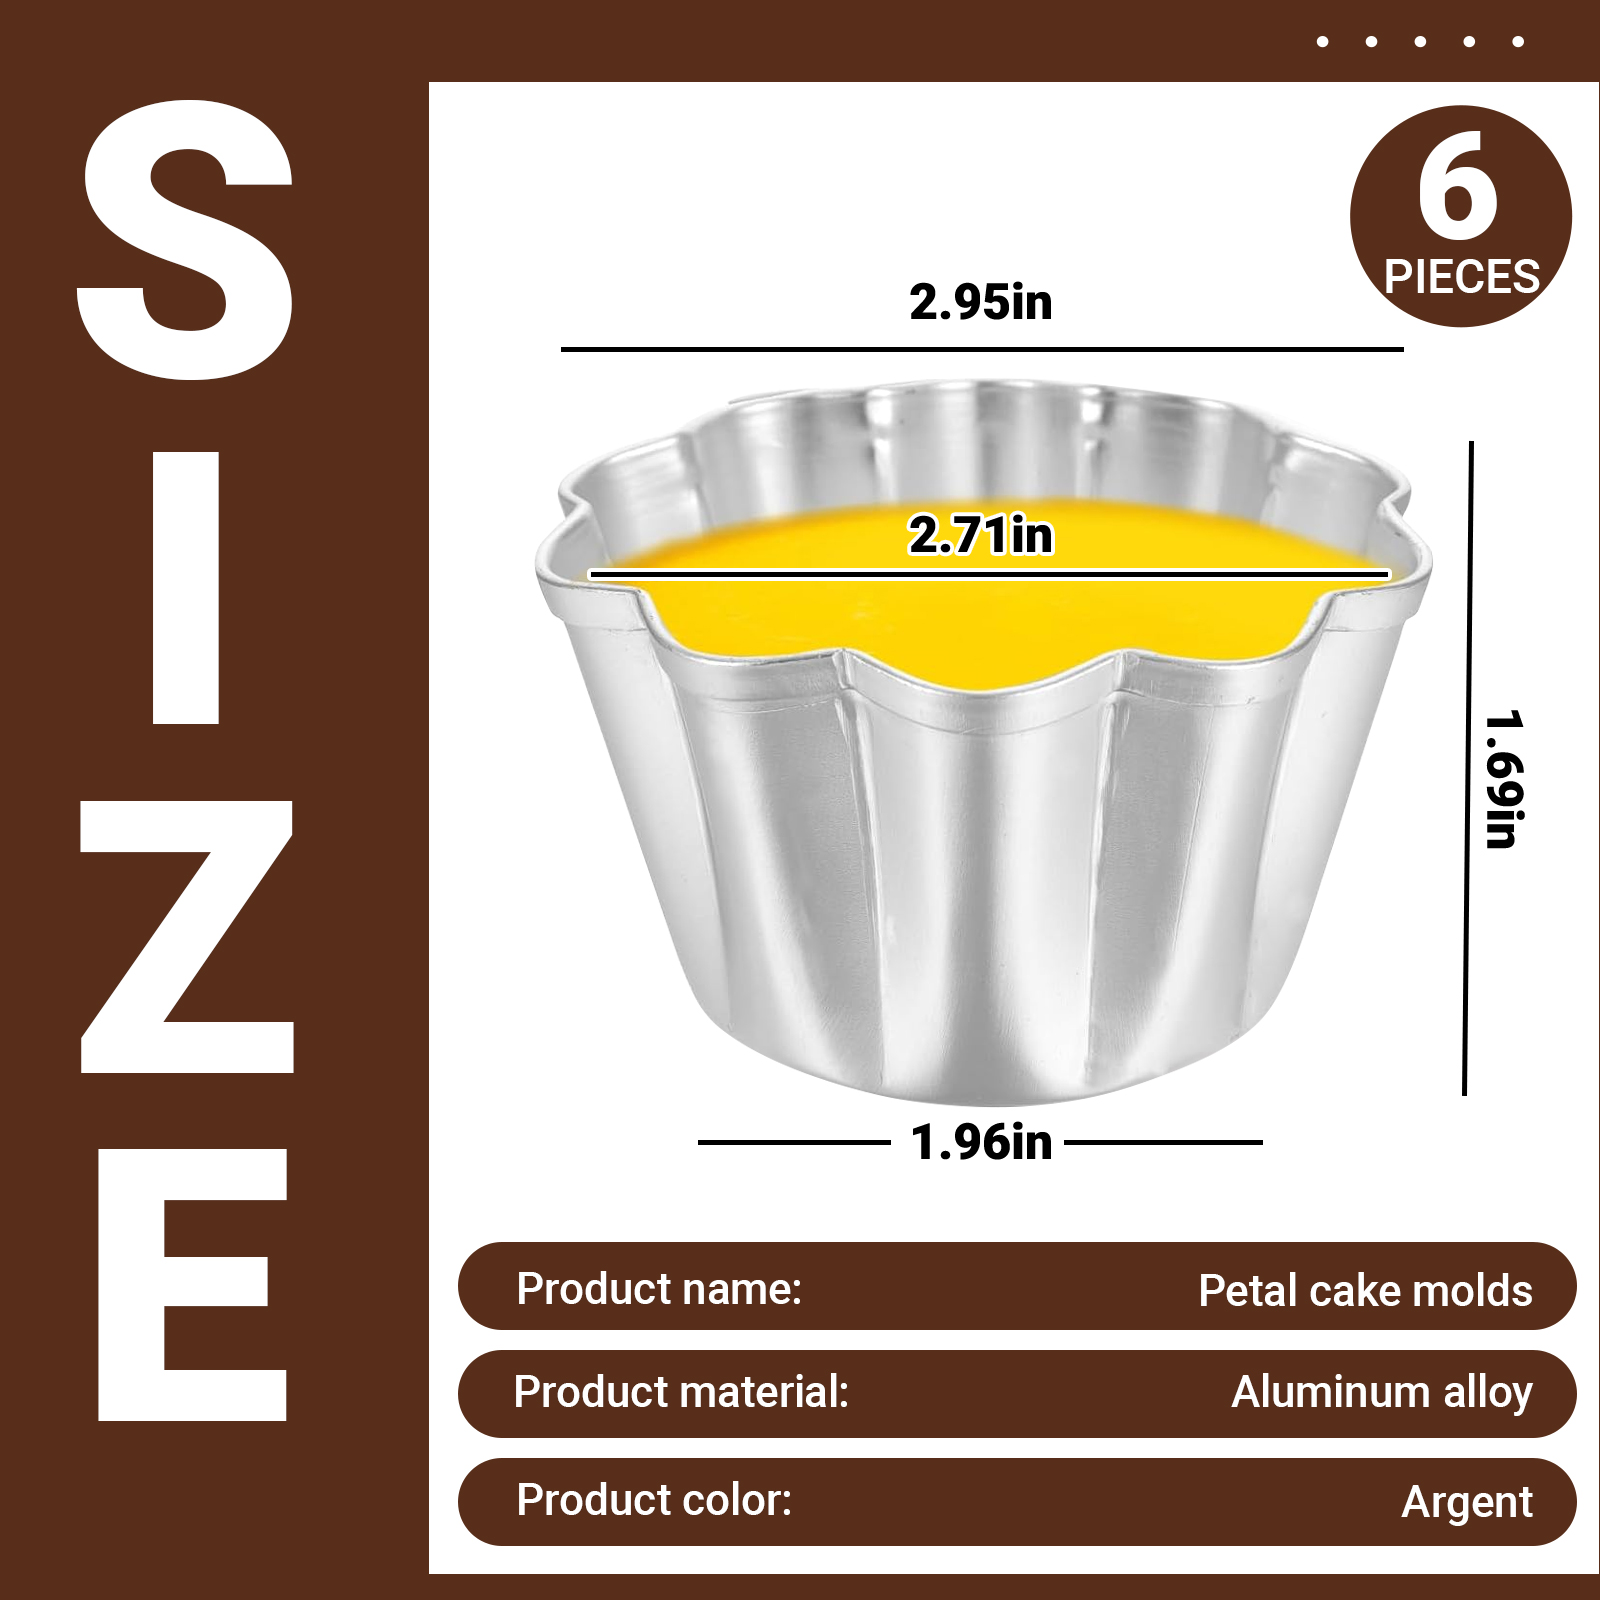 SIZE
6
PIECES
2.95in
2.71in
1.69in
1.96in
Product name: Petal cake molds
Product material: Aluminum alloy
Product color: Argent